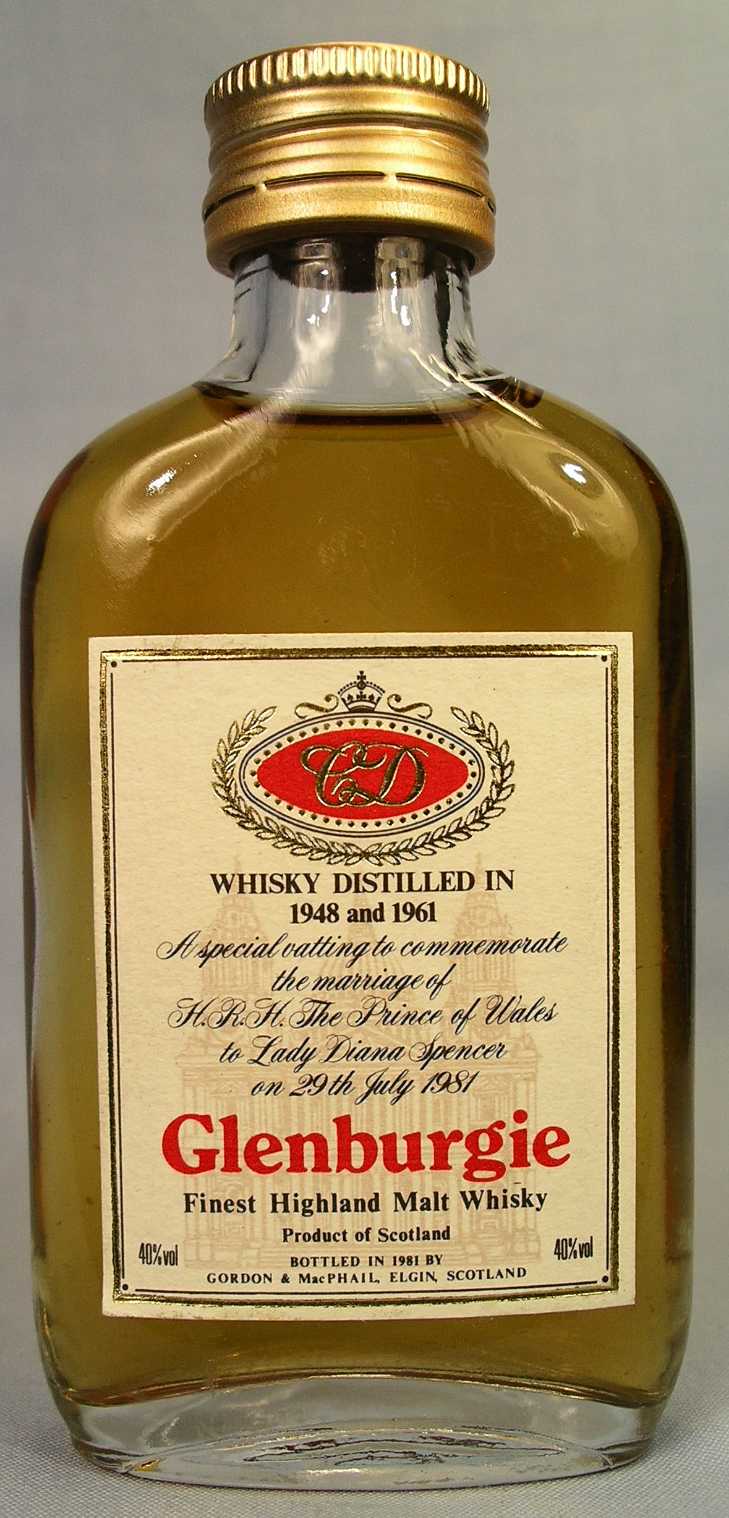 C & D
WHISKY DISTILLED IN
1948 and 1961
A special vatting to commemorate
the marriage of
H.R.H. The Prince of Wales
to Lady Diana Spencer
on 29th July 1981
Glenburgie
Finest Highland Malt Whisky
Product of Scotland
40%vol
40%vol
BOTTLED IN 1981 BY
GORDON & MacPHAIL, ELGIN, SCOTLAND